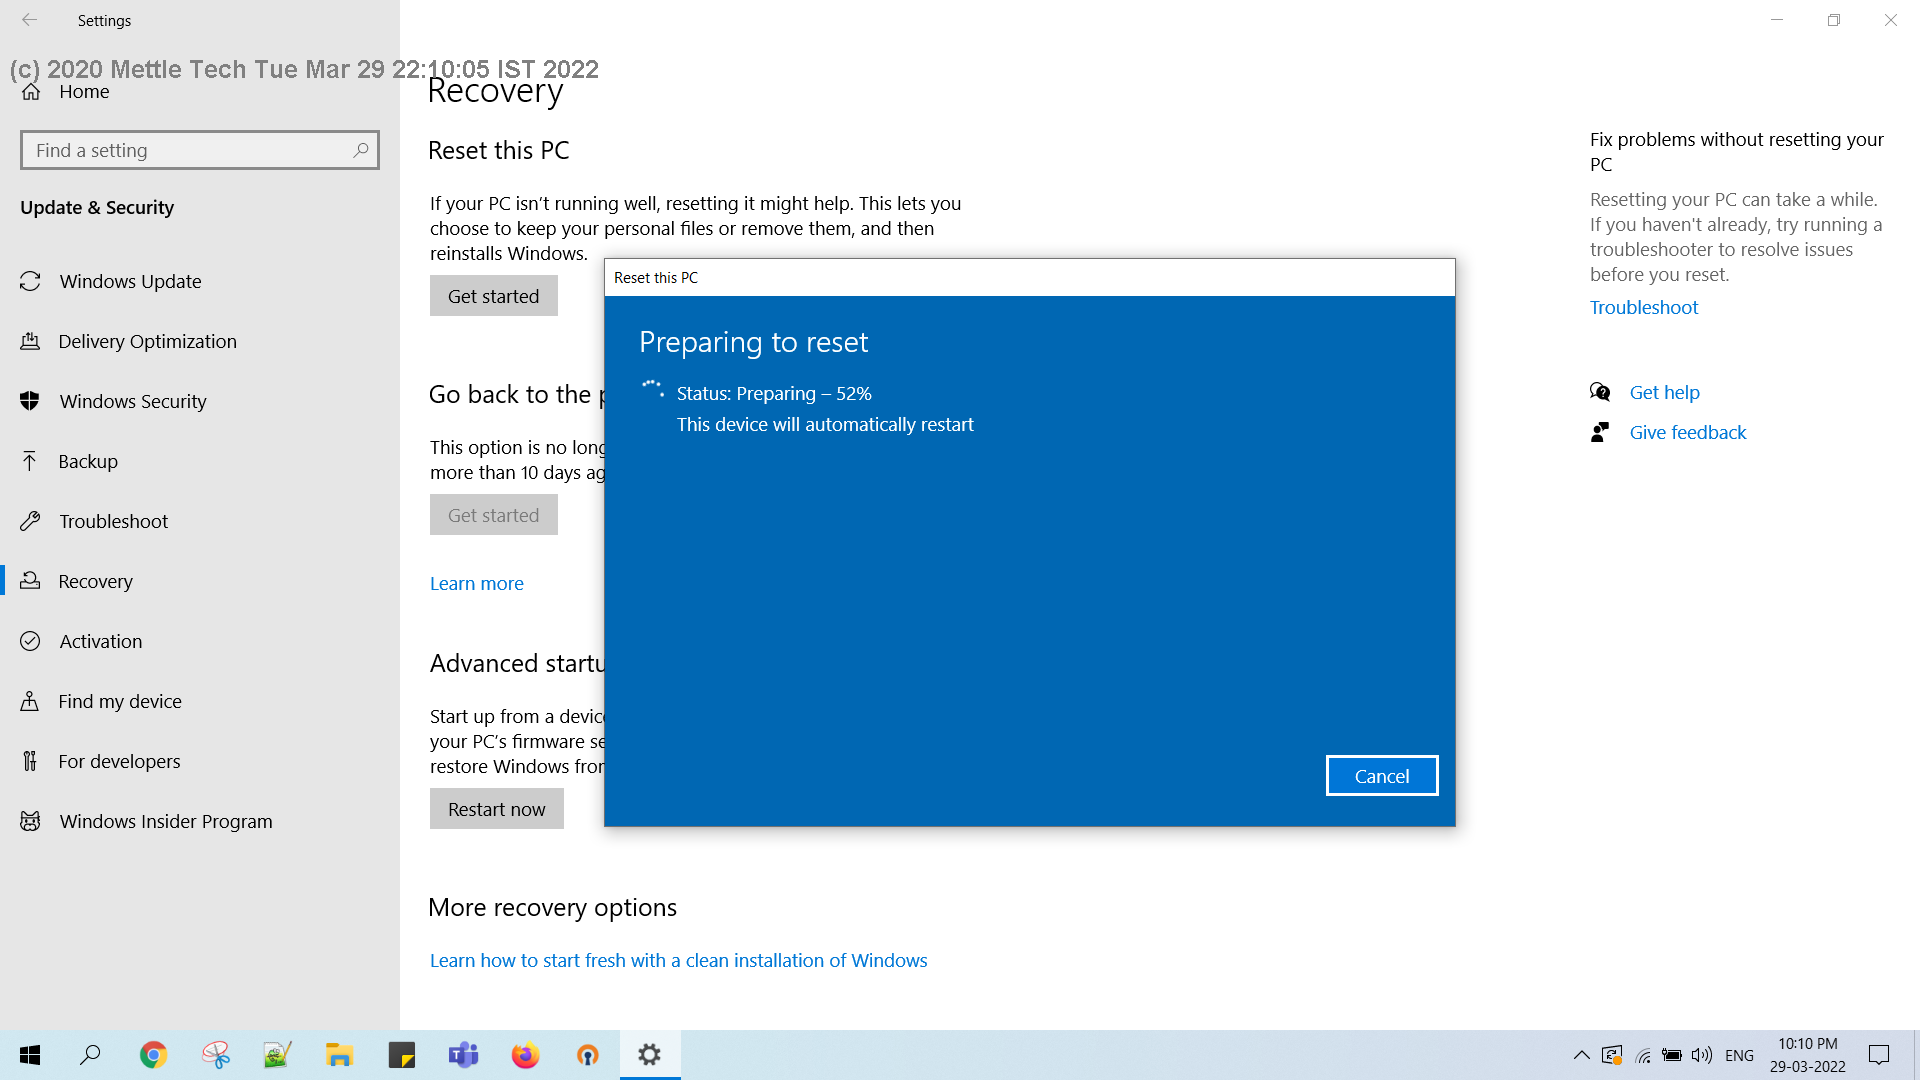 Settings
(c) 2020 Mettle Tech Tue Mar 29 22:10:05 IST 2022
Home
Find a setting
Update & Security
Windows Update
Delivery Optimization
Windows Security
Backup
Troubleshoot
Recovery
Activation
Find my device
For developers
Windows Insider Program
Recovery
Reset this PC
If your PC isn't running well, resetting it might help. This lets you
choose to keep your personal files or remove them, and then
reinstalls Windows.
Get started
Go back to the p
This option is no long
more than 10 days ag
Get started
Learn more
Advanced startu
Start up from a device
your PC's firmware se
restore Windows from
Restart now
More recovery options
Learn how to start fresh with a clean installation of Windows
Reset this PC
Preparing to reset
Status: Preparing – 52%
This device will automatically restart
Cancel
Fix problems without resetting your
PC
Resetting your PC can take a while.
If you haven't already, try running a
troubleshooter to resolve issues
before you reset.
Troubleshoot
Get help
Give feedback
ENG
10:10 PM
29-03-2022